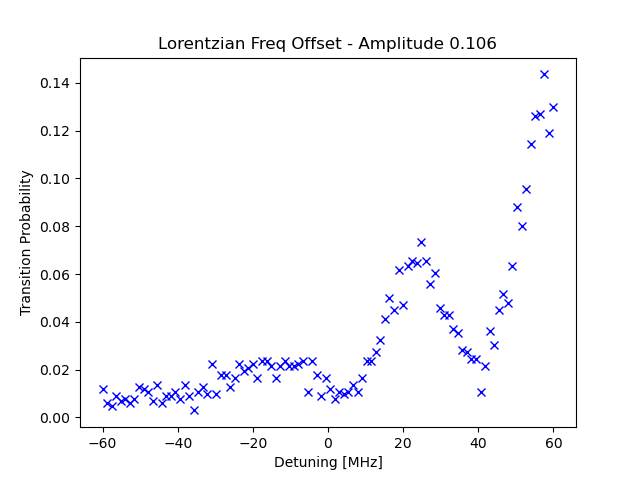 Lorentzian Freq Offset - Amplitude 0.106
0.14
0.12
0.10
0.08
0.06
0.04
0.02
0.00
Transition Probability
−60 −40 −20 0 20 40 60
Detuning [MHz]